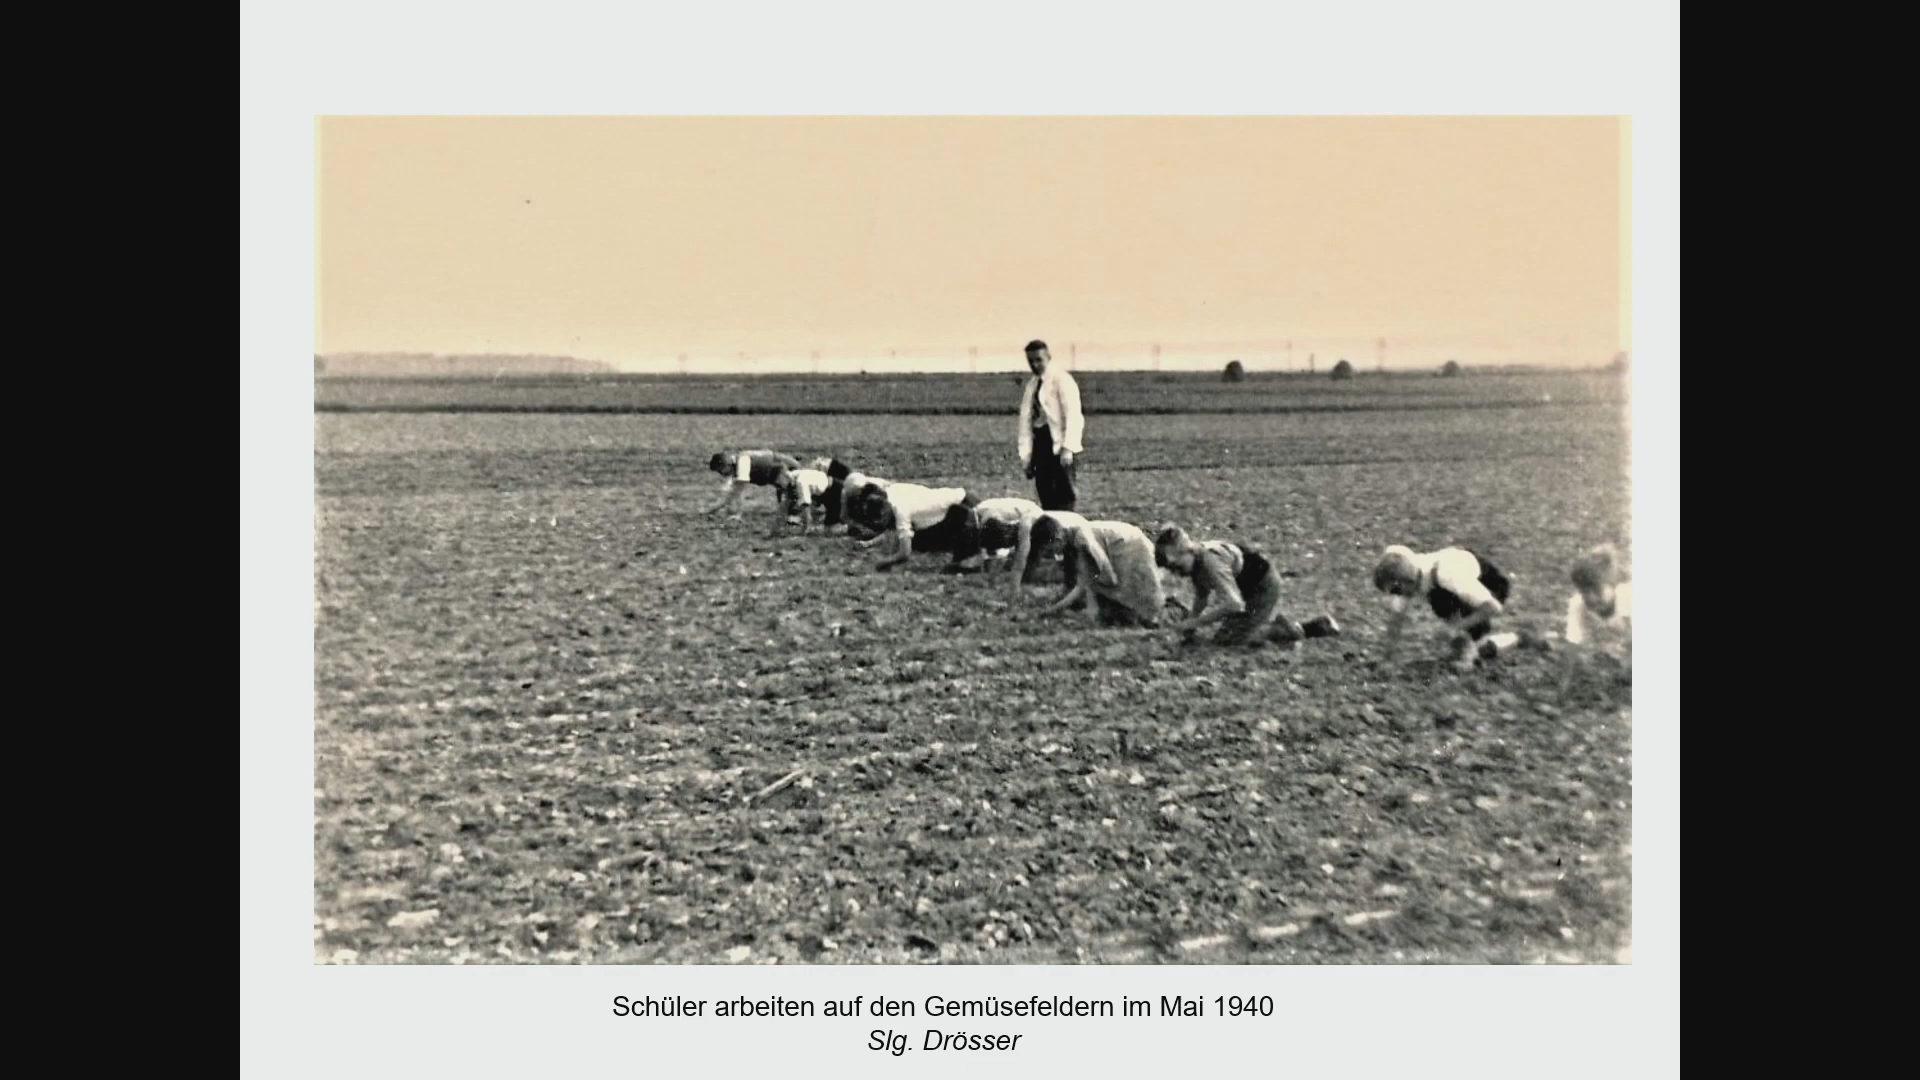 Schüler arbeiten auf den Gemüsefeldern im Mai 1940
Slg. Drösser